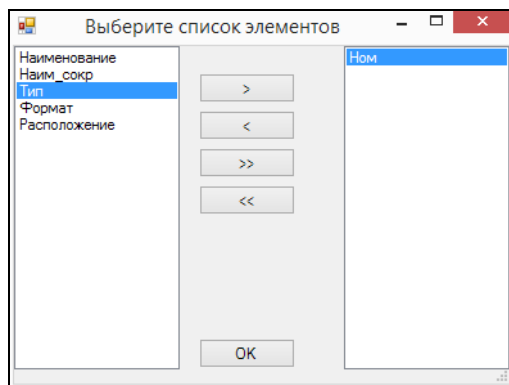 Выберите список элементов
Наименование
Наим_сокр
Тип
Формат
Расположение
>
<
>>
<<
OK
Ном